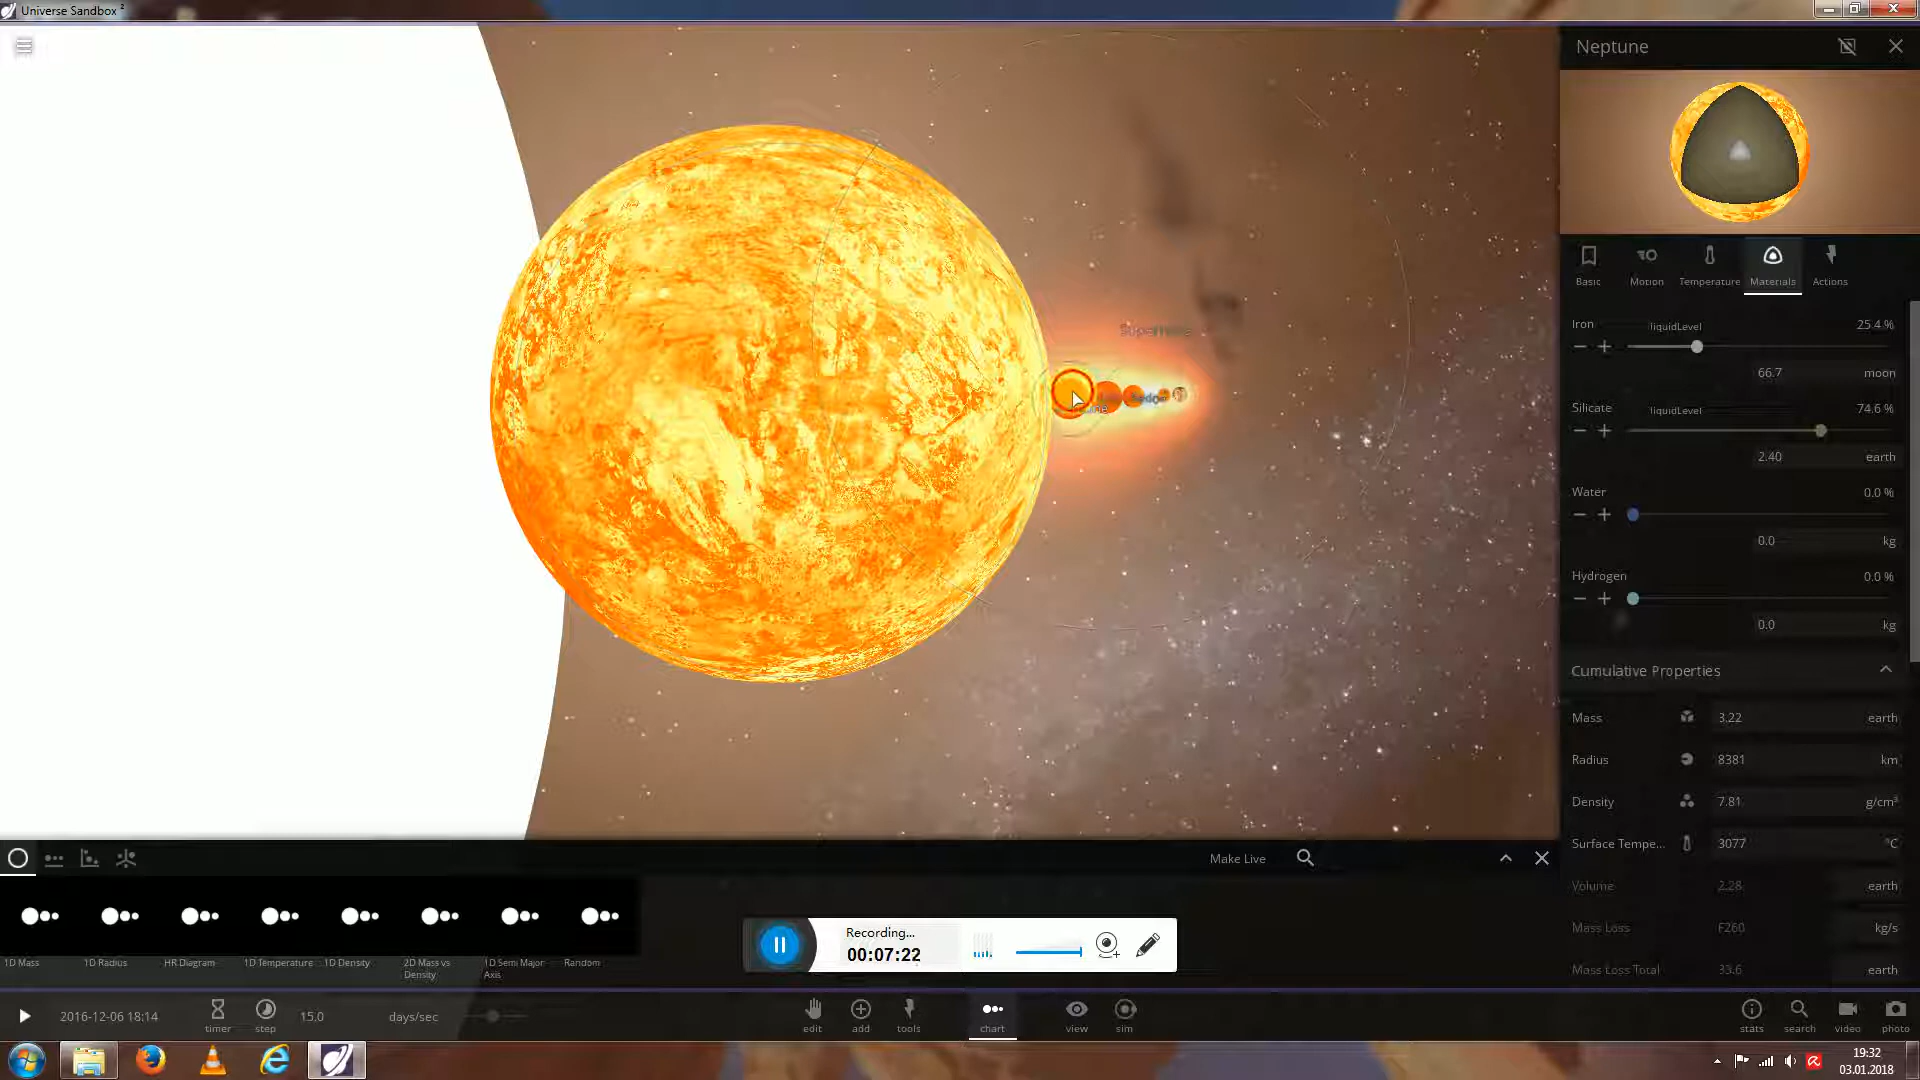 Universe Sandbox ²
Neptune
Basic
Motion
Temperature
Materials
Actions
Iron
liquidLevel
25.4 %
66.7
moon
Silicate
liquidLevel
74.6 %
2.40
earth
Water
0.0 %
0.0
kg
Hydrogen
0.0 %
0.0
kg
Cumulative Properties
Mass
3.22
earth
Radius
8381
km
Density
7.81
g/cm³
Surface Tempe...
3077
°C
Volume
2.28
earth
Mass Loss
F260
kg/s
Mass Loss Total
33.6
earth
Make Live
1D Mass
1D Radius
HR Diagram
1D Temperature
1D Density
2D Mass vs
Density
1D Semi Major
Axis
Random
Recording...
00:07:22
2016-12-06 18:14
timer
step
15.0
days/sec
edit
add
tools
chart
view
sim
stats
search
video
photo
19:32
03.01.2018